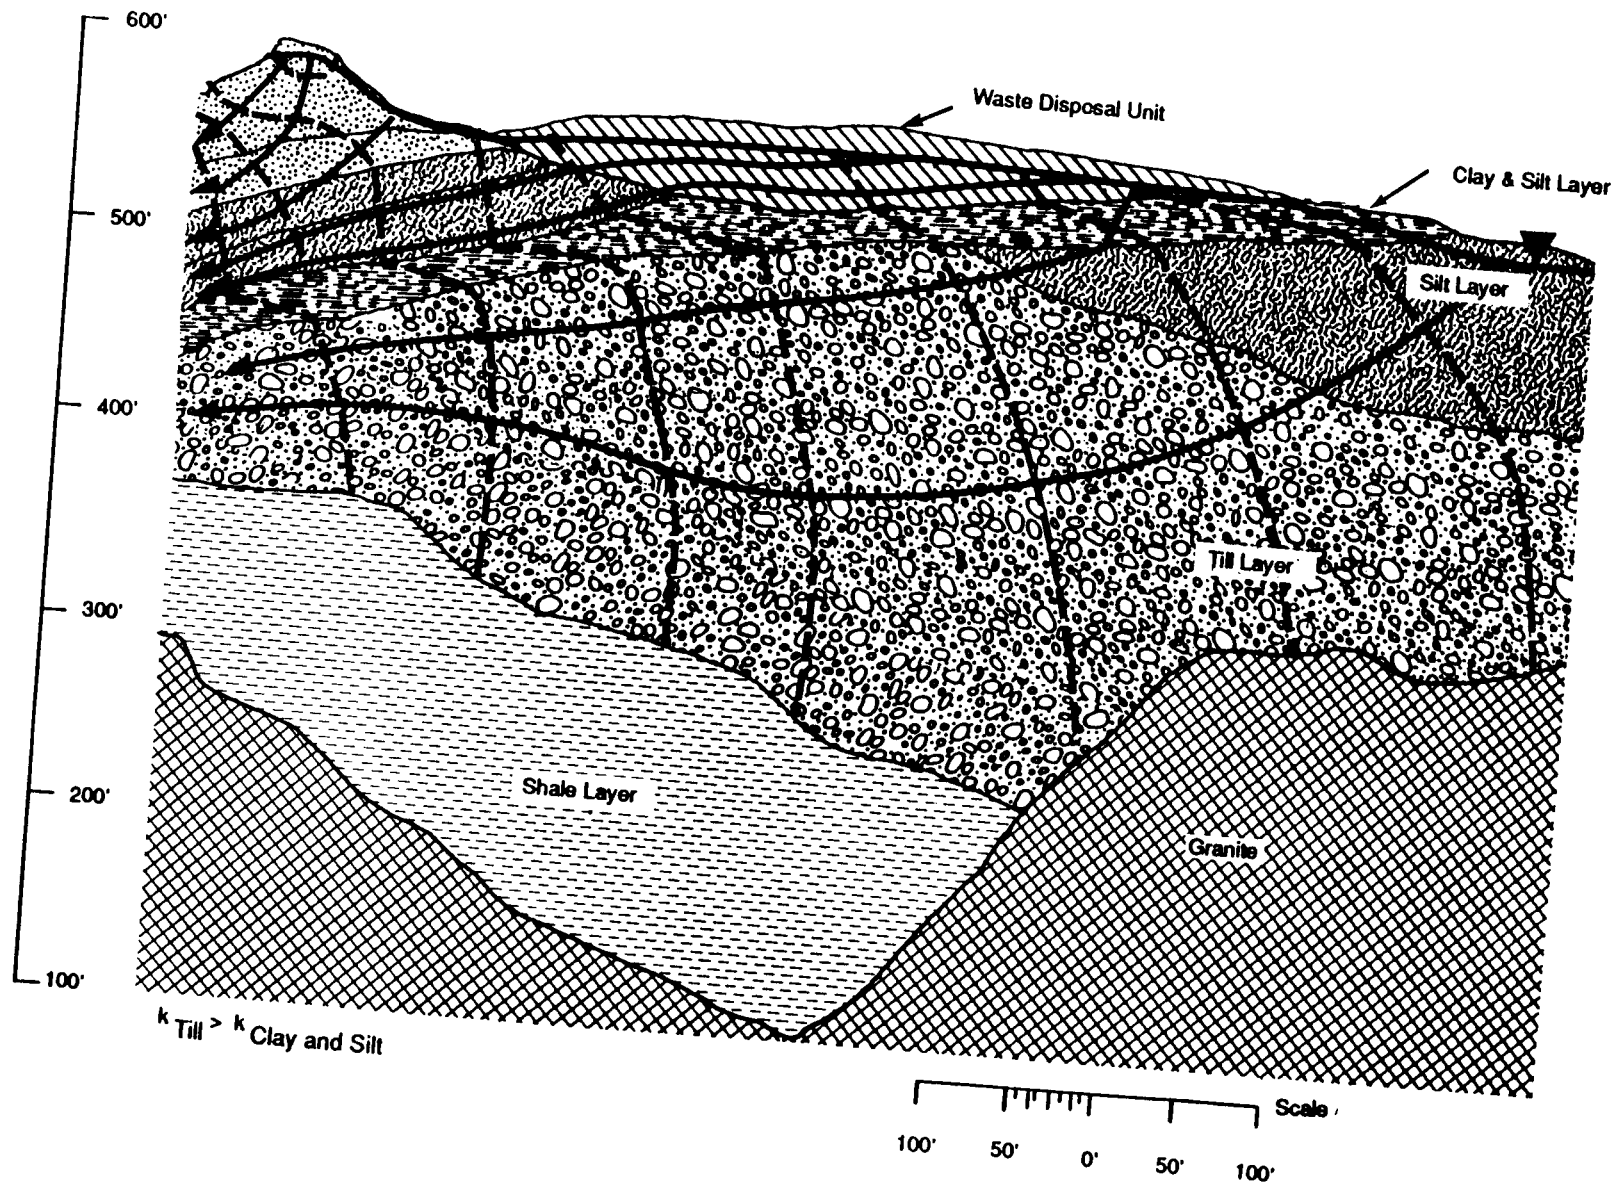 600'
Waste Disposal Unit
Clay & Silt Layer
500'
Silt Layer
400'
Till Layer
300'
Shale Layer
200'
Granite
100'
k Till > k Clay and Silt
Scale
100' 50' 0' 50' 100'